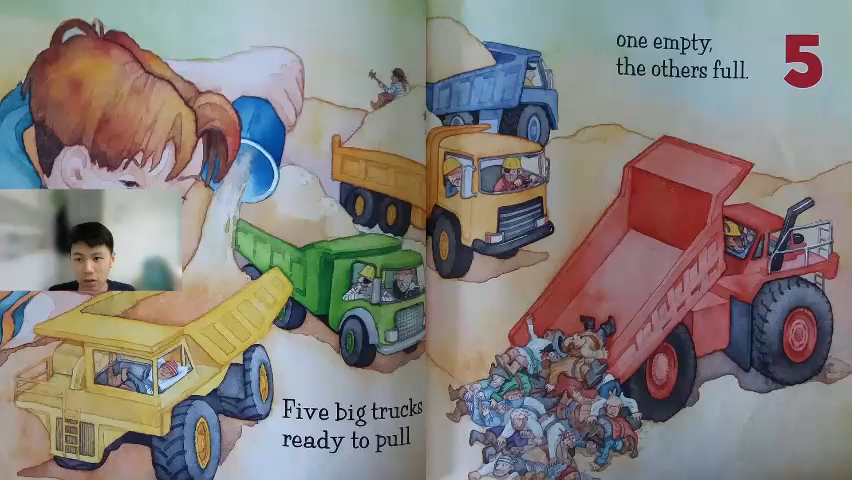 Five big trucks
ready to pull
one empty,
the others full.
5